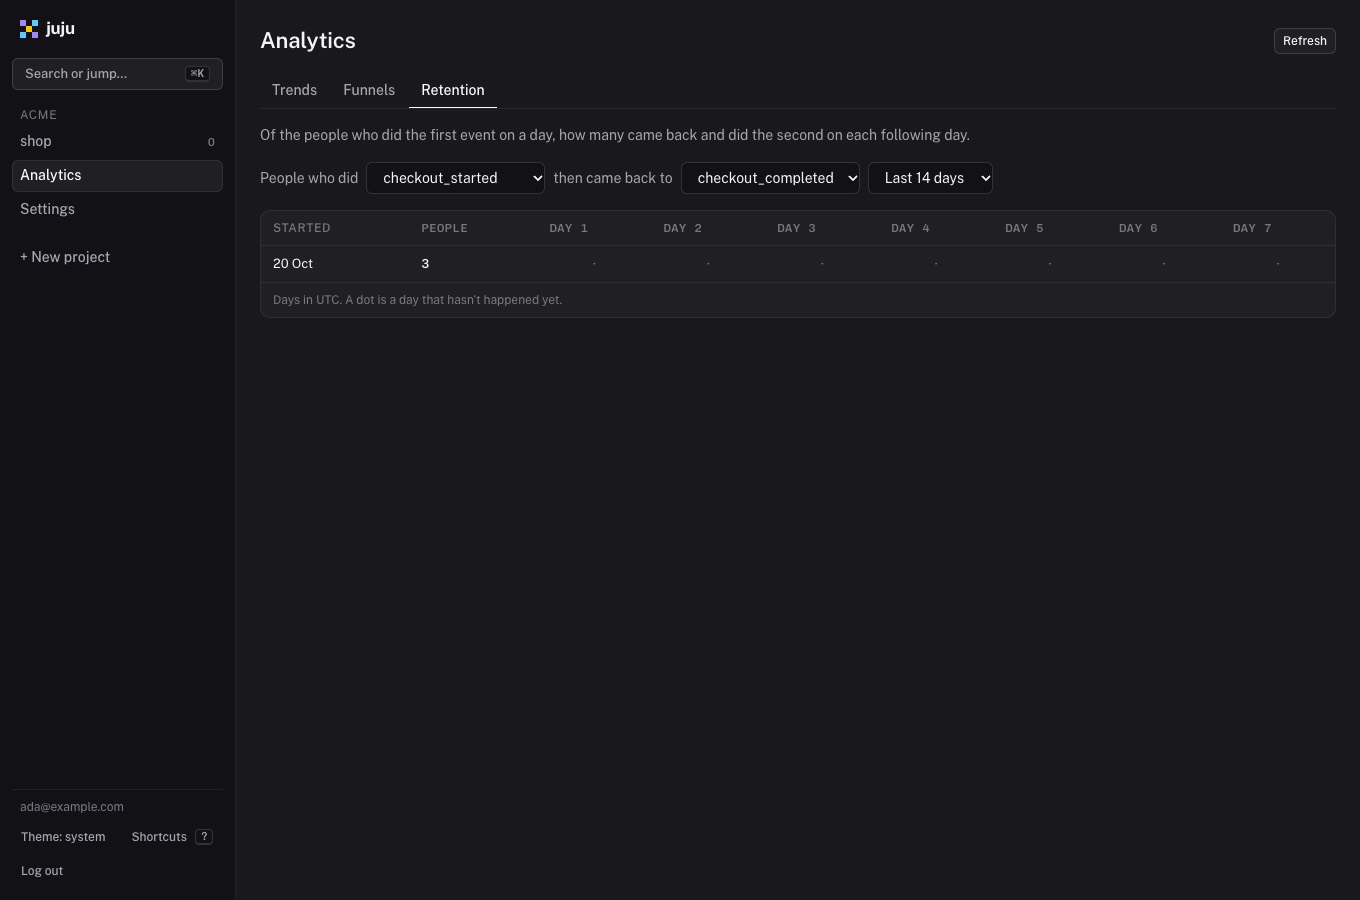 juju
Search or jump... ⌘K
ACME
shop 0
Analytics
Settings
+ New project
ada@example.com
Theme: system Shortcuts ?
Log out
Analytics
Refresh
Trends Funnels Retention
Of the people who did the first event on a day, how many came back and did the second on each following day.
People who did checkout_started then came back to checkout_completed Last 14 days
STARTED PEOPLE DAY 1 DAY 2 DAY 3 DAY 4 DAY 5 DAY 6 DAY 7
20 Oct 3 · · · · · · ·
Days in UTC. A dot is a day that hasn't happened yet.